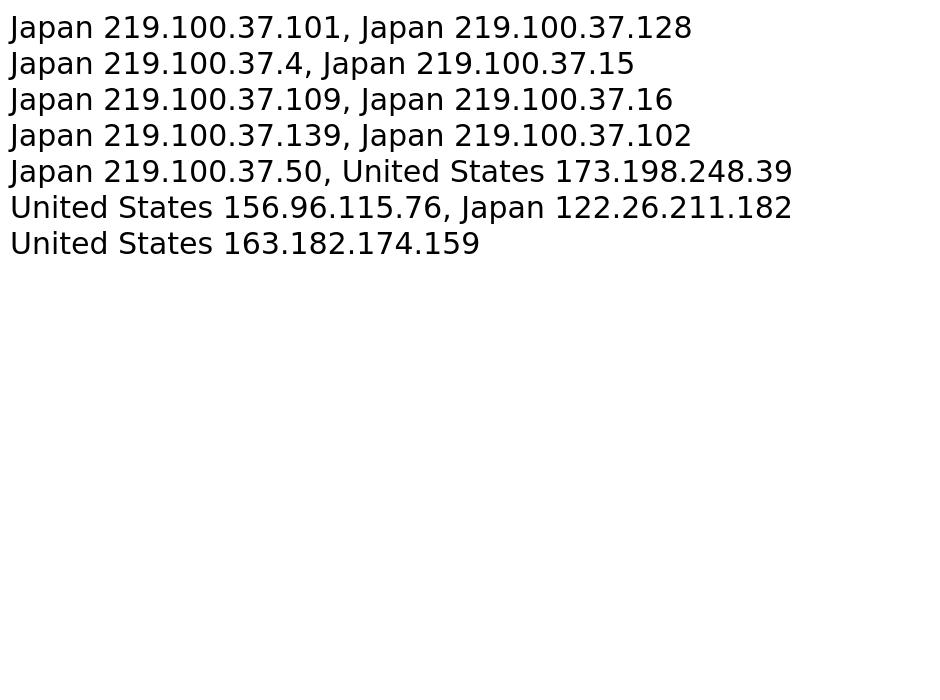 Japan 219.100.37.101, Japan 219.100.37.128
Japan 219.100.37.4, Japan 219.100.37.15
Japan 219.100.37.109, Japan 219.100.37.16
Japan 219.100.37.139, Japan 219.100.37.102
Japan 219.100.37.50, United States 173.198.248.39
United States 156.96.115.76, Japan 122.26.211.182
United States 163.182.174.159